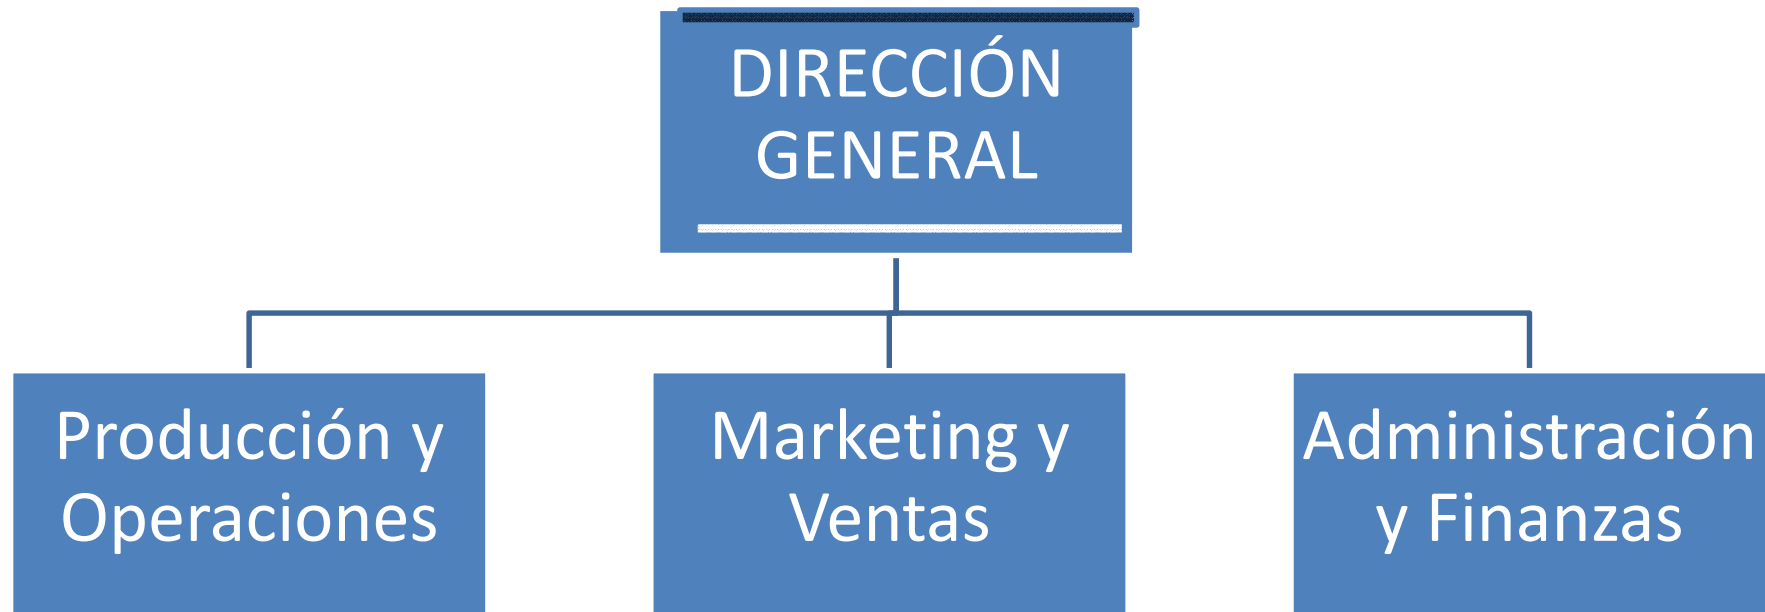 DIRECCIÓN
GENERAL
Producción y
Operaciones
Marketing y
Ventas
Administración
y Finanzas